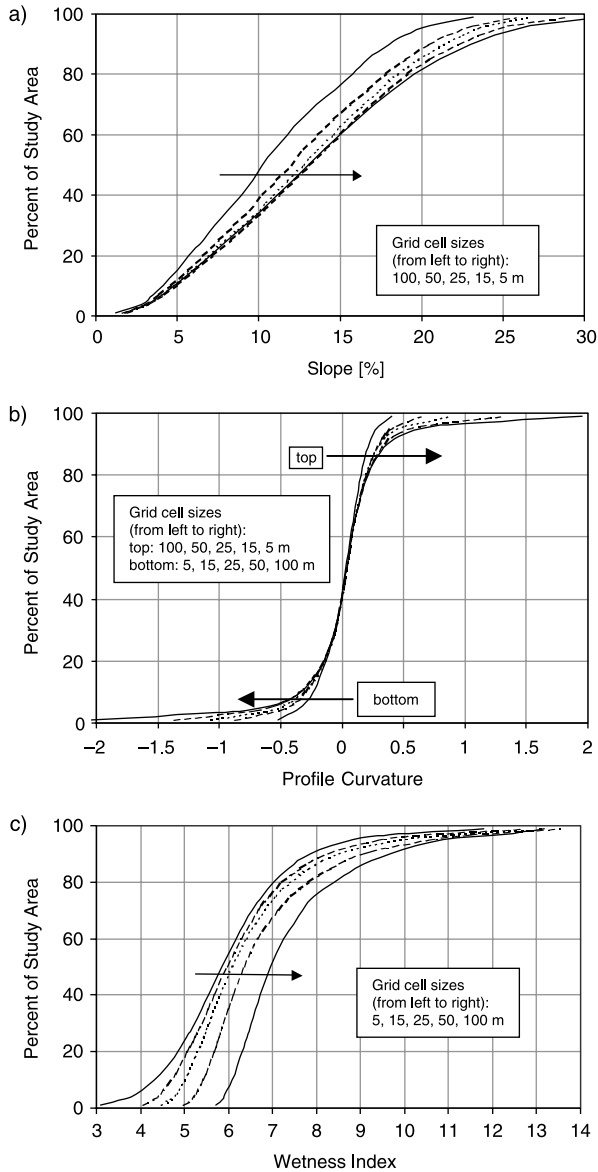 a)
100
80
60
40
20
0
Percent of Study Area
Grid cell sizes
(from left to right):
100, 50, 25, 15, 5 m
0 5 10 15 20 25 30
Slope [%]
b)
100
80
60
40
20
0
Percent of Study Area
top
Grid cell sizes
(from left to right):
top: 100, 50, 25, 15, 5 m
bottom: 5, 15, 25, 50, 100 m
bottom
−2 −1.5 −1 −0.5 0 0.5 1 1.5 2
Profile Curvature
c)
100
80
60
40
20
0
Percent of Study Area
Grid cell sizes
(from left to right):
5, 15, 25, 50, 100 m
3 4 5 6 7 8 9 10 11 12 13 14
Wetness Index